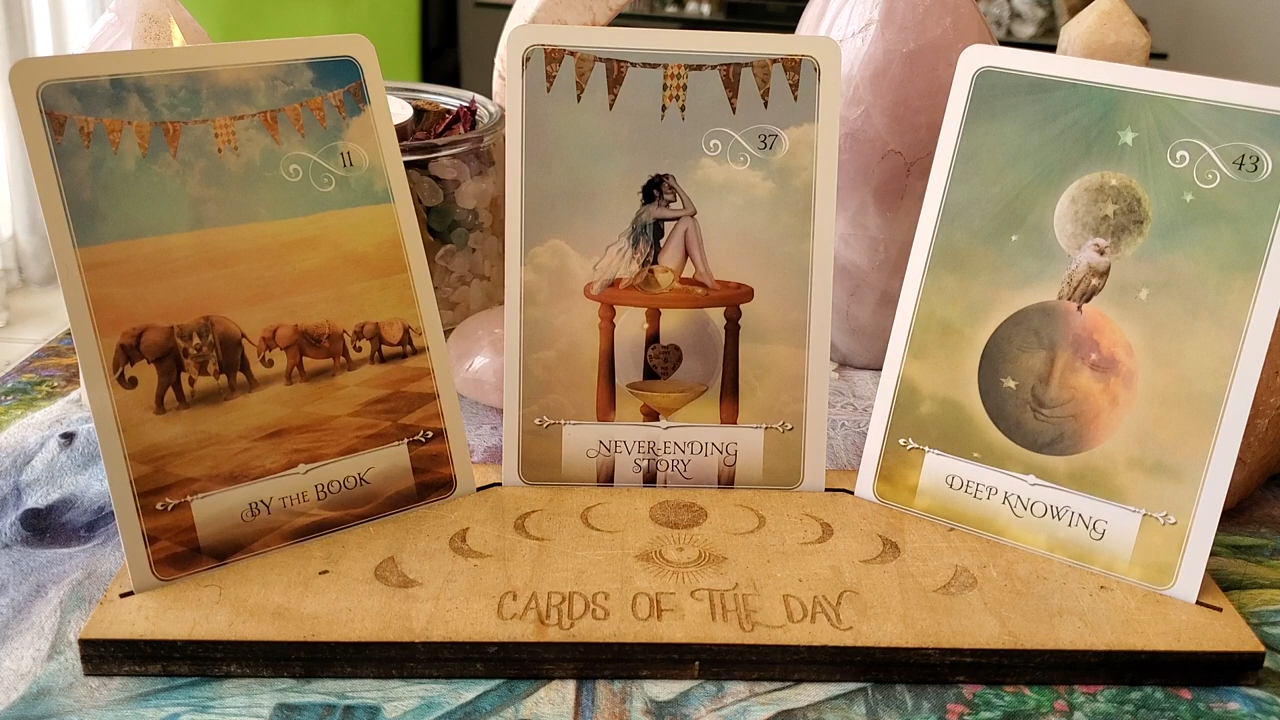 11
BY THE BOOK
37
NEVER-ENDING
STORY
43
DEEP KNOWING
CARDS OF THE DAY